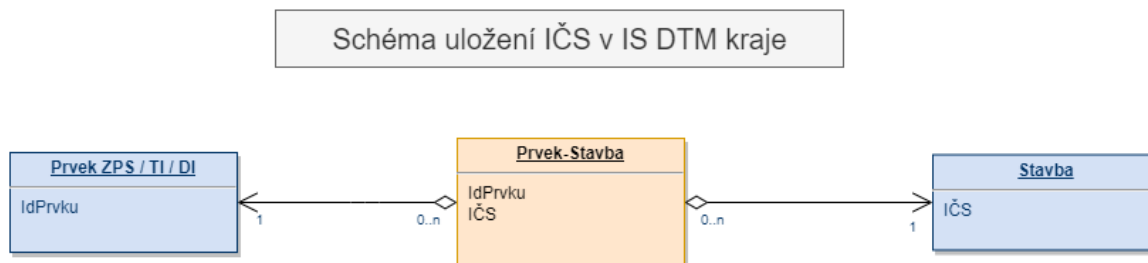 Schéma uložení IČS v IS DTM kraje
Prvek ZPS / TI / DI
IdPrvku
1
0..n
Prvek-Stavba
IdPrvku
IČS
0..n
1
Stavba
IČS